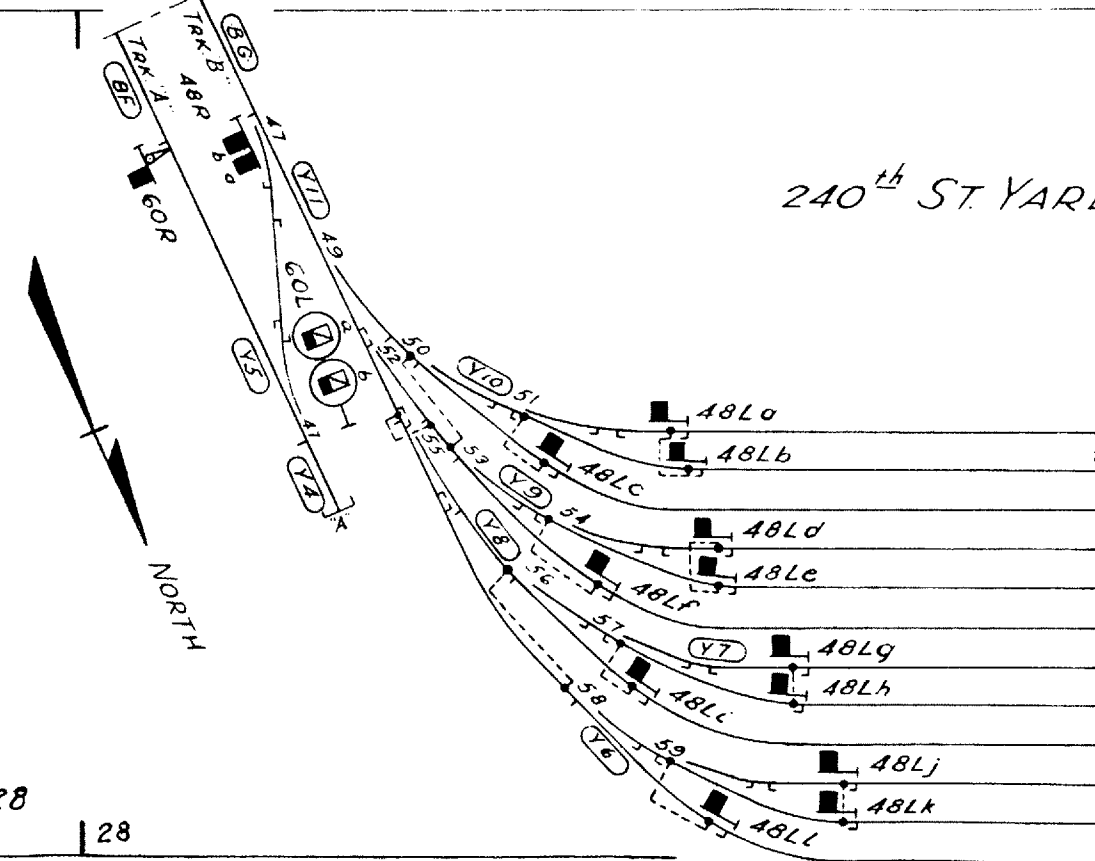 TRK. "A"
TRK. "B"
BG
BF
48R
b
a
47
60R
b
Y11
49
240th ST. YAR
60L
a
b
52
50
Y10
51
48La
48Lb
48Lc
Y5
47
Y4
"A"
55
53
Y9
54
48Ld
48Le
48Lf
Y8
56
57
Y7
48Lg
48Lh
48Li
NORTH
58
Y6
59
48Lj
48Lk
48Ll
28
28